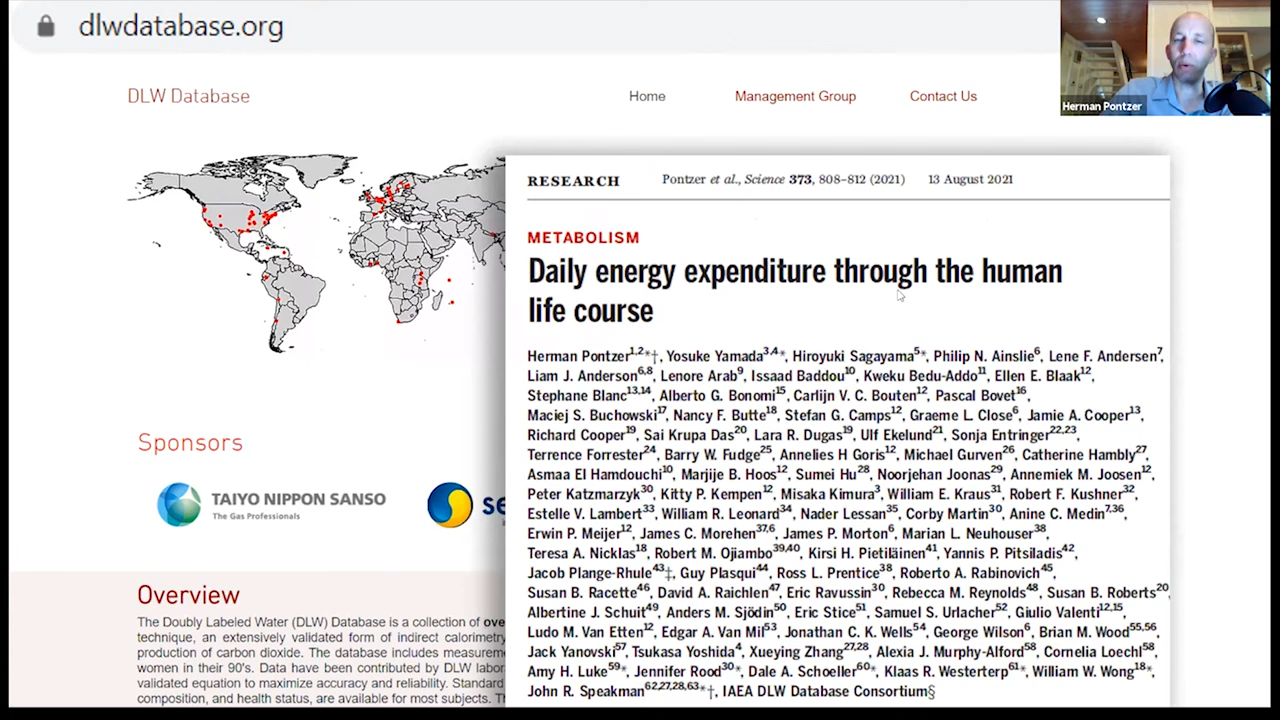 dlwdatabase.org
Herman Pontzer
DLW Database
Home
Management Group
Contact Us
RESEARCH
Pontzer et al., Science 373, 808–812 (2021)
13 August 2021
METABOLISM
Daily energy expenditure through the human
life course
Herman Pontzer1,2*†, Yosuke Yamada3,4*, Hiroyuki Sagayama5*, Philip N. Ainslie6, Lene F. Andersen7,
Liam J. Anderson6,8, Lenore Arab9, Issaad Baddou10, Kweku Bedu-Addo11, Ellen E. Blaak12,
Stephane Blanc13,14, Alberto G. Bonomi15, Carlijn V. C. Bouten12, Pascal Bovet16,
Maciej S. Buchowski17, Nancy F. Butte18, Stefan G. Camps12, Graeme L. Close6, Jamie A. Cooper13,
Richard Cooper19, Sai Krupa Das20, Lara R. Dugas19, Ulf Ekelund21, Sonja Entringer22,23,
Terrence Forrester24, Barry W. Fudge25, Annelies H Goris12, Michael Gurven26, Catherine Hambly27,
Asmaa El Hamdouchi10, Marjije B. Hoos12, Sumei Hu28, Noorjehan Joonas29, Annemiek M. Joosen12,
Peter Katzmarzyk30, Kitty P. Kempen12, Misaka Kimura3, William E. Kraus31, Robert F. Kushner32,
Estelle V. Lambert33, William R. Leonard34, Nader Lessan35, Corby Martin30, Anine C. Medin7,36,
Erwin P. Meijer12, James C. Morehen37,6, James P. Morton6, Marian L. Neuhouser38,
Teresa A. Nicklas18, Robert M. Ojiambo39,40, Kirsi H. Pietiläinen41, Yannis P. Pitsiladis42,
Jacob Plange-Rhule43‡, Guy Plasqui44, Ross L. Prentice38, Roberto A. Rabinovich45,
Susan B. Racette46, David A. Raichlen47, Eric Ravussin30, Rebecca M. Reynolds48, Susan B. Roberts20,
Albertine J. Schuit49, Anders M. Sjödin50, Eric Stice51, Samuel S. Urlacher52, Giulio Valenti12,15,
Ludo M. Van Etten12, Edgar A. Van Mil53, Jonathan C. K. Wells54, George Wilson6, Brian M. Wood55,56,
Jack Yanovski57, Tsukasa Yoshida4, Xueying Zhang27,28, Alexia J. Murphy-Alford58, Cornelia Loechl58,
Amy H. Luke59*, Jennifer Rood30*, Dale A. Schoeller60*, Klaas R. Westerterp61*, William W. Wong18*,
John R. Speakman62,27,28,63*†, IAEA DLW Database Consortium§
Sponsors
TAIYO NIPPON SANSO
The Gas Professionals
se
Overview
The Doubly Labeled Water (DLW) Database is a collection of ove
technique, an extensively validated form of indirect calorimetry
production of carbon dioxide. The database includes measurem
women in their 90's. Data have been contributed by DLW labor
validated equation to maximize accuracy and reliability. Standard
composition, and health status, are available for most subjects. Th